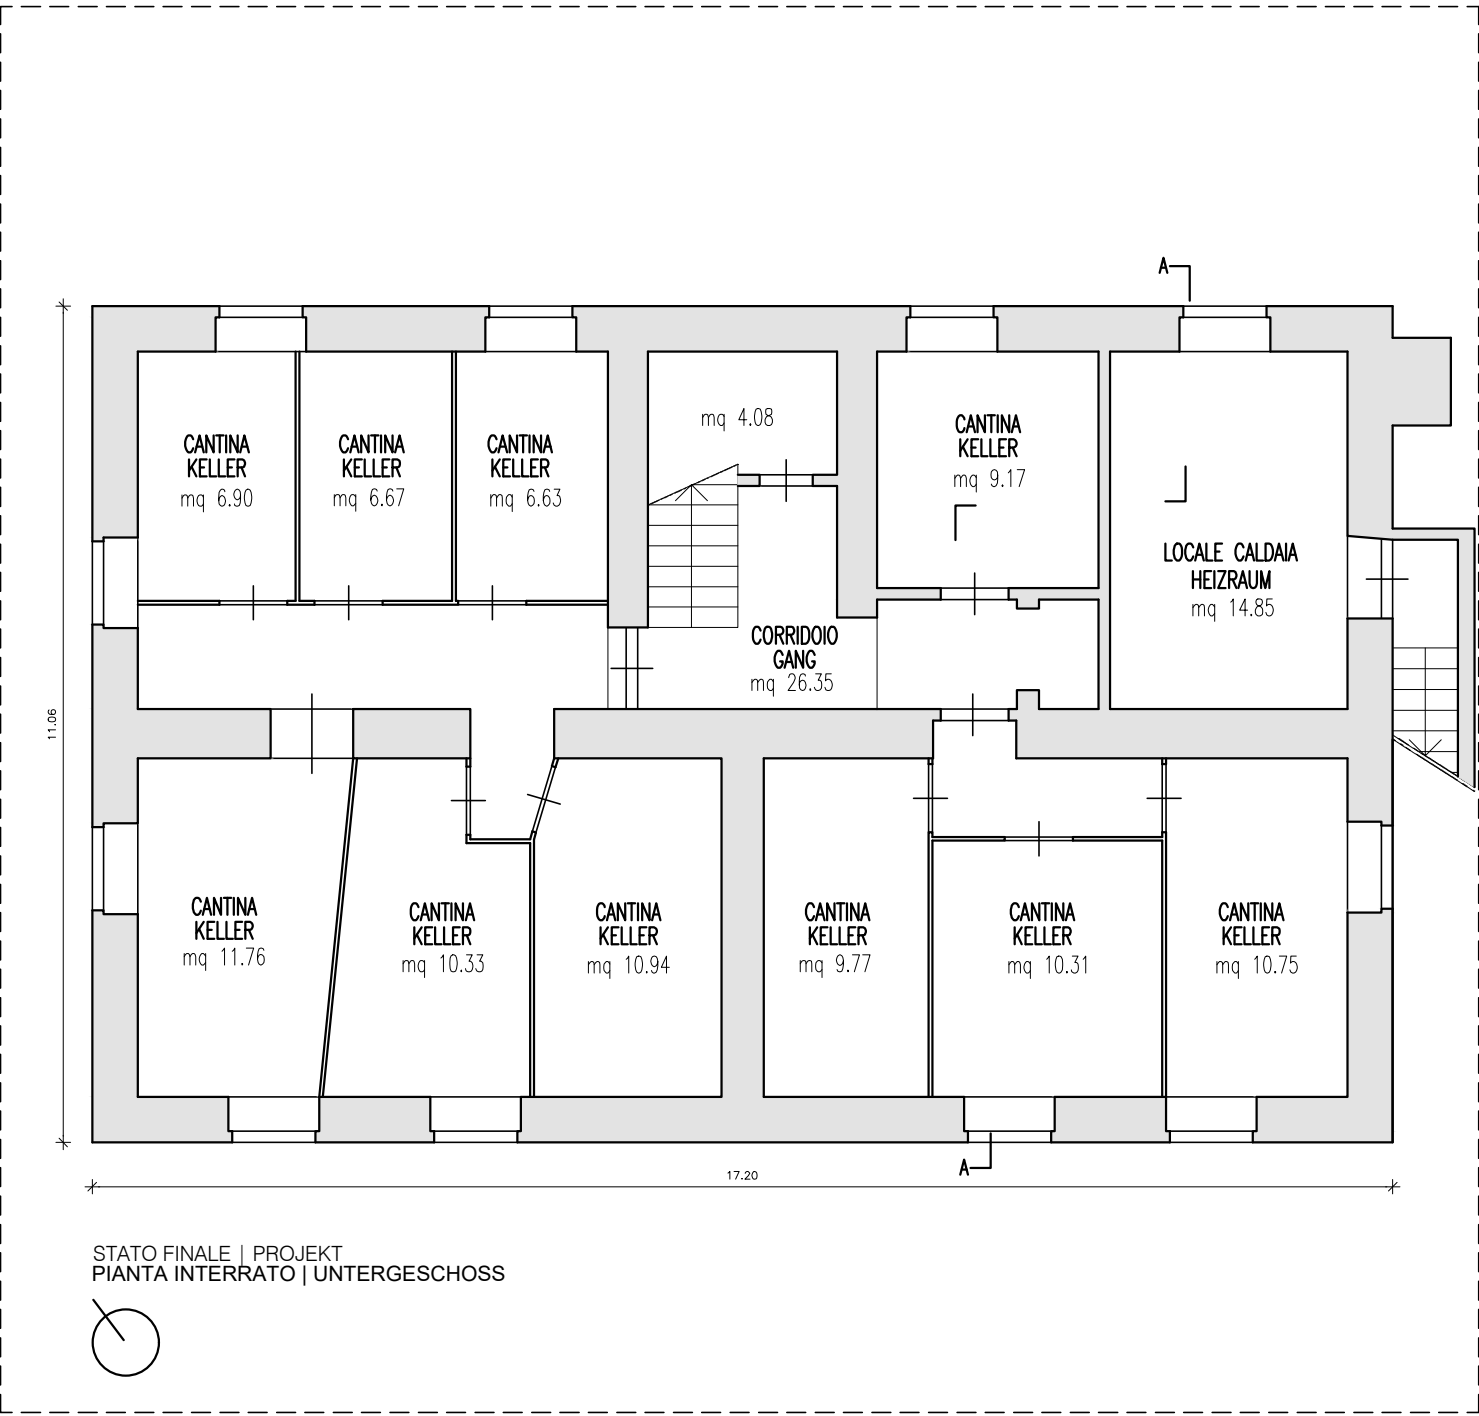 A
CANTINA
KELLER
mq 6.90
CANTINA
KELLER
mq 6.67
CANTINA
KELLER
mq 6.63
mq 4.08
CANTINA
KELLER
mq 9.17
LOCALE CALDAIA
HEIZRAUM
mq 14.85
CORRIDOIO
GANG
mq 26.35
11.06
CANTINA
KELLER
mq 11.76
CANTINA
KELLER
mq 10.33
CANTINA
KELLER
mq 10.94
CANTINA
KELLER
mq 9.77
CANTINA
KELLER
mq 10.31
CANTINA
KELLER
mq 10.75
A
17.20
STATO FINALE | PROJEKT
PIANTA INTERRATO | UNTERGESCHOSS